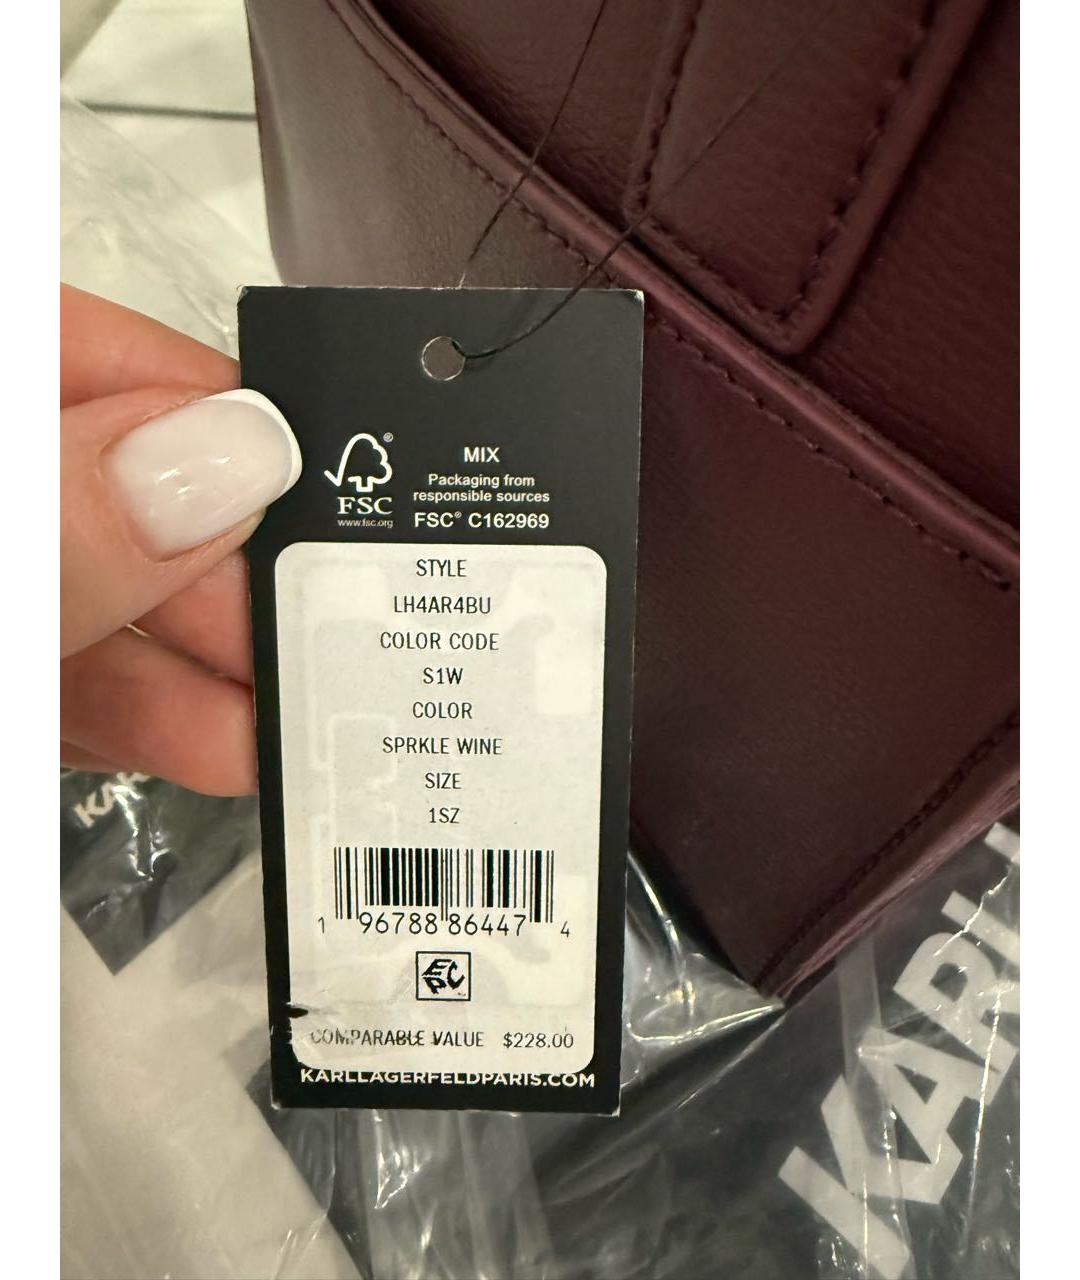 FSC
www.fsc.org
MIX
Packaging from
responsible sources
FSC® C162969
STYLE
LH4AR4BU
COLOR CODE
S1W
COLOR
SPRKLE WINE
SIZE
1SZ
1 96788 86447 4
EPC
COMPARABLE VALUE $228.00
KARLLAGERFELDPARIS.COM
KARL